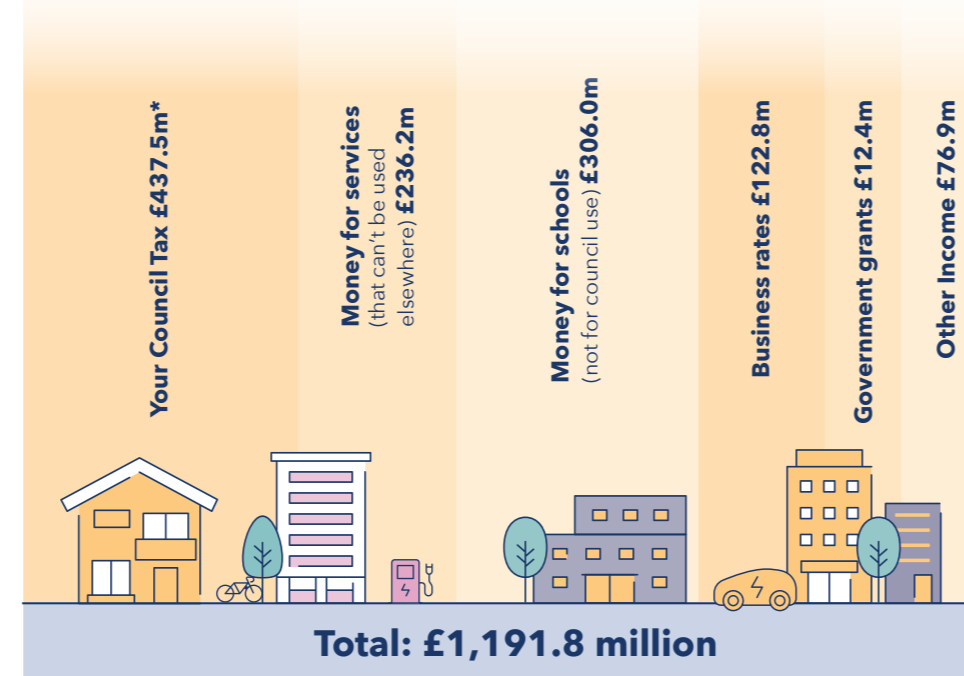 Your Council Tax £437.5m*
Money for services
(that can't be used
elsewhere) £236.2m
Money for schools
(not for council use) £306.0m
Business rates £122.8m
Government grants £12.4m
Other Income £76.9m
Total: £1,191.8 million